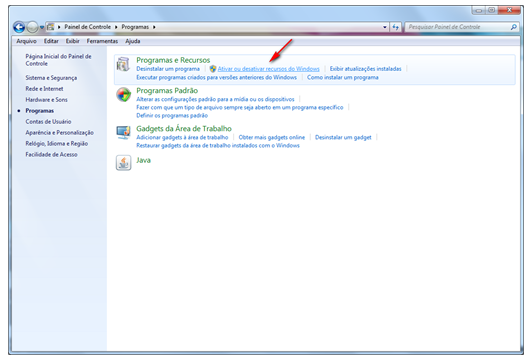 Painel de Controle ▸ Programas ▸
Pesquisar Painel de Controle
Arquivo Editar Exibir Ferramentas Ajuda
Página Inicial do Painel de
Controle
Sistema e Segurança
Rede e Internet
Hardware e Sons
Programas
Contas de Usuário
Aparência e Personalização
Relógio, Idioma e Região
Facilidade de Acesso
Programas e Recursos
Desinstalar um programa Ativar ou desativar recursos do Windows Exibir atualizações instaladas
Executar programas criados para versões anteriores do Windows Como instalar um programa
Programas Padrão
Alterar as configurações padrão para a mídia ou os dispositivos
Fazer com que um tipo de arquivo sempre seja aberto em um programa específico
Definir os programas padrão
Gadgets da Área de Trabalho
Adicionar gadgets à área de trabalho Obter mais gadgets online Desinstalar um gadget
Restaurar gadgets da área de trabalho instalados com o Windows
Java